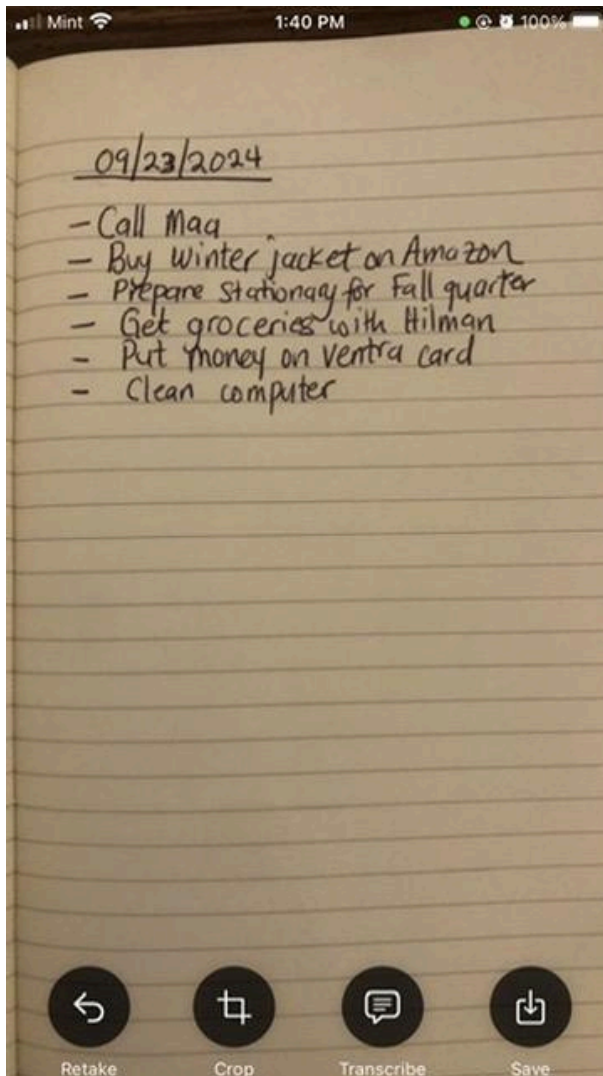 Mint 1:40 PM 100%
09/23/2024
- Call Maa
- Buy winter jacket on Amazon
- Prepare Stationary for Fall quarter
- Get groceries with Hilman
- Put money on ventra card
- Clean computer
Retake Crop Transcribe Save